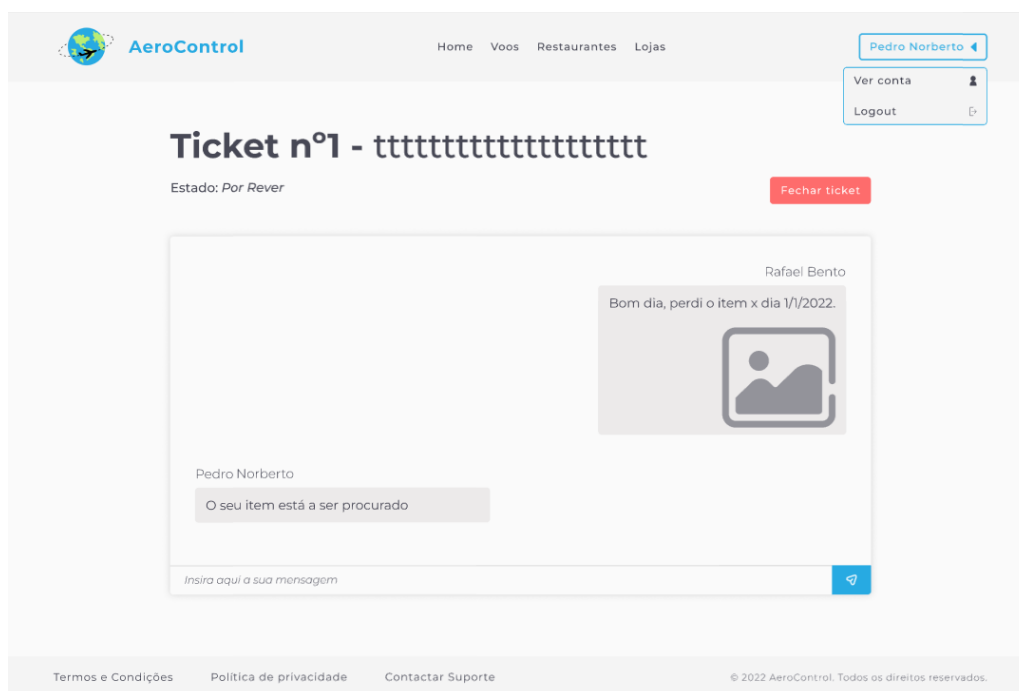 AeroControl
Home Voos Restaurantes Lojas
Pedro Norberto
Ver conta
Logout
Ticket nº1 - tttttttttttttttttttt
Estado: Por Rever
Fechar ticket
Rafael Bento
Bom dia, perdi o item x dia 1/1/2022.
Pedro Norberto
O seu item está a ser procurado
Insira aqui a sua mensagem
Termos e Condições Política de privacidade Contactar Suporte
© 2022 AeroControl. Todos os direitos reservados.